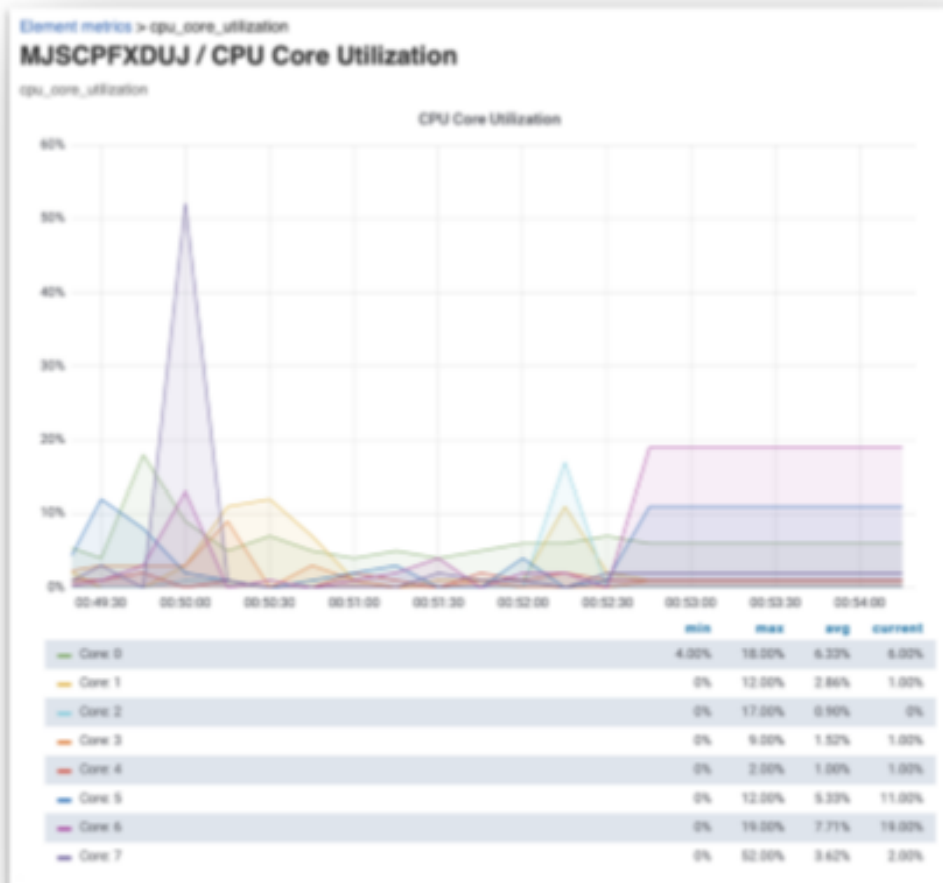 Element metrics > cpu_core_utilization
MJSCPFXDUJ / CPU Core Utilization
cpu_core_utilization
CPU Core Utilization
60%
50%
40%
30%
20%
10%
0%
00:49:30 00:50:00 00:50:30 00:51:00 00:51:30 00:52:00 00:52:30 00:53:00 00:53:30 00:54:00
min max avg current
Core: 0 4.00% 18.00% 6.33% 6.00%
Core: 1 0% 12.00% 2.86% 1.00%
Core: 2 0% 17.00% 0.90% 0%
Core: 3 0% 9.00% 1.52% 1.00%
Core: 4 0% 2.00% 1.00% 1.00%
Core: 5 0% 12.00% 5.33% 11.00%
Core: 6 0% 19.00% 7.71% 19.00%
Core: 7 0% 52.00% 3.62% 2.00%